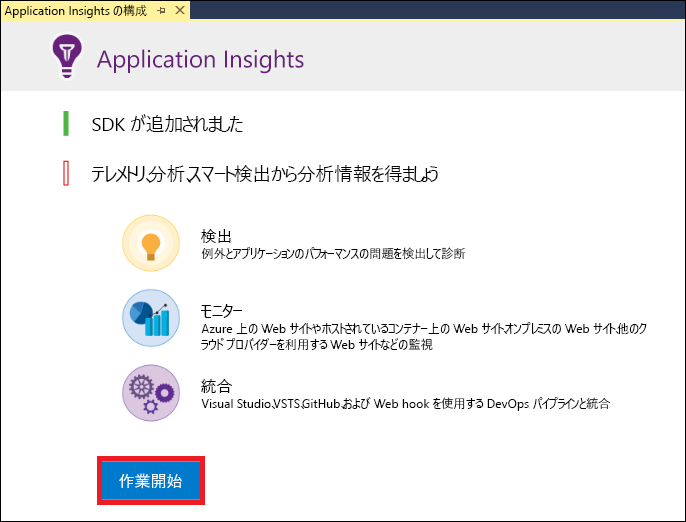 Application Insights の構成
Application Insights
SDK が追加されました
テレメトリ、分析、スマート検出から分析情報を得ましょう
検出
例外とアプリケーションのパフォーマンスの問題を検出して診断
モニター
Azure 上の Web サイトやホストされているコンテナー上の Web サイト、オンプレミスの Web サイト、他のク
ラウド プロバイダーを利用する Web サイトなどの監視
統合
Visual Studio、VSTS、GitHub、および Web hook を使用する DevOps パイプラインと統合
作業開始